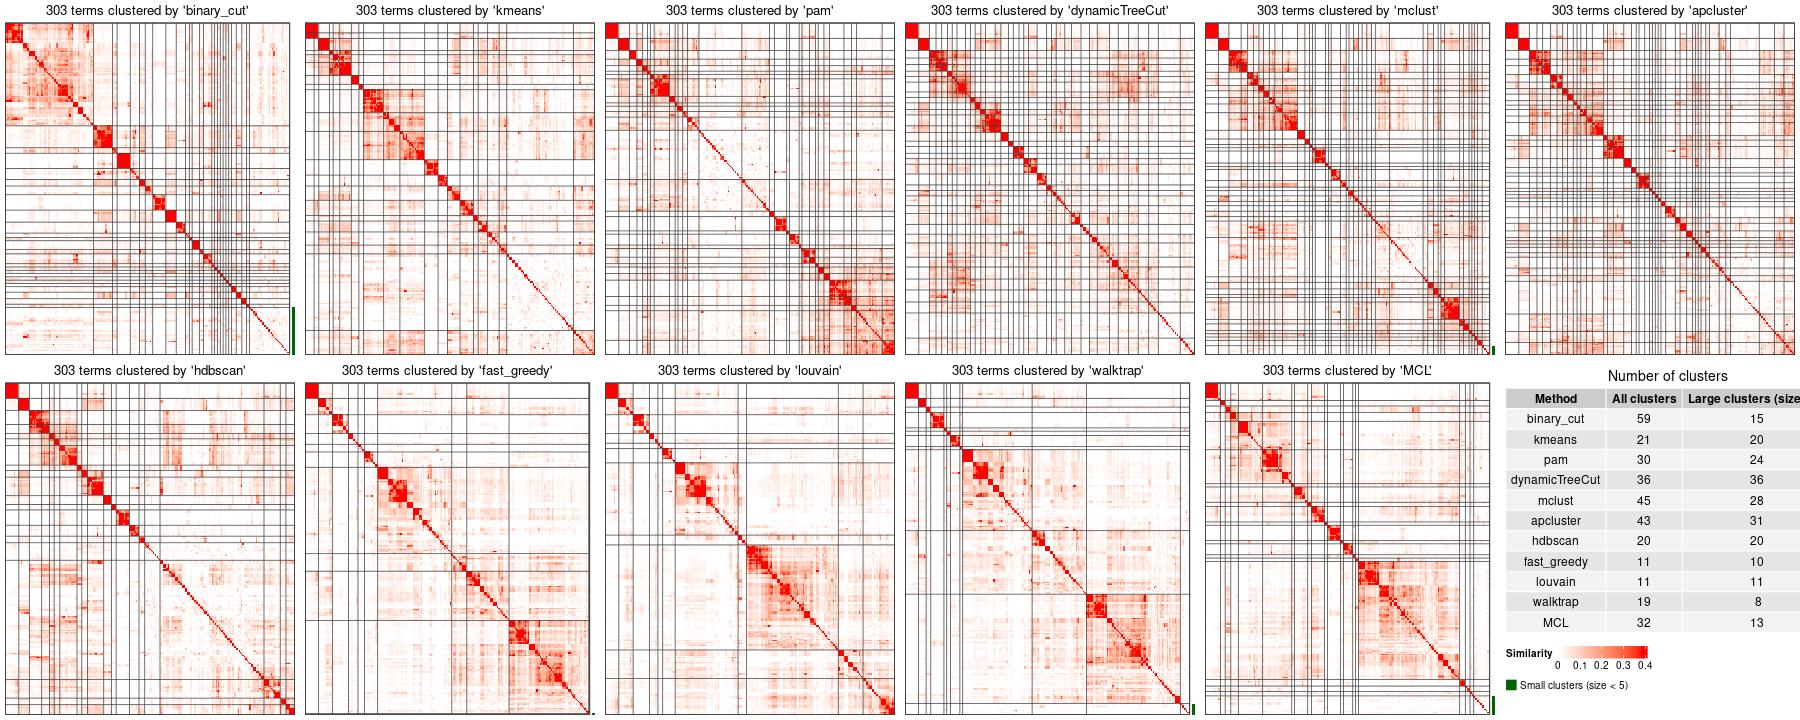 303 terms clustered by 'binary_cut'
303 terms clustered by 'kmeans'
303 terms clustered by 'pam'
303 terms clustered by 'dynamicTreeCut'
303 terms clustered by 'mclust'
303 terms clustered by 'apcluster'
303 terms clustered by 'hdbscan'
303 terms clustered by 'fast_greedy'
303 terms clustered by 'louvain'
303 terms clustered by 'walktrap'
303 terms clustered by 'MCL'
Number of clusters
Method All clusters Large clusters (size
binary_cut 59 15
kmeans 21 20
pam 30 24
dynamicTreeCut 36 36
mclust 45 28
apcluster 43 31
hdbscan 20 20
fast_greedy 11 10
louvain 11 11
walktrap 19 8
MCL 32 13
Similarity
0 0.1 0.2 0.3 0.4
Small clusters (size < 5)